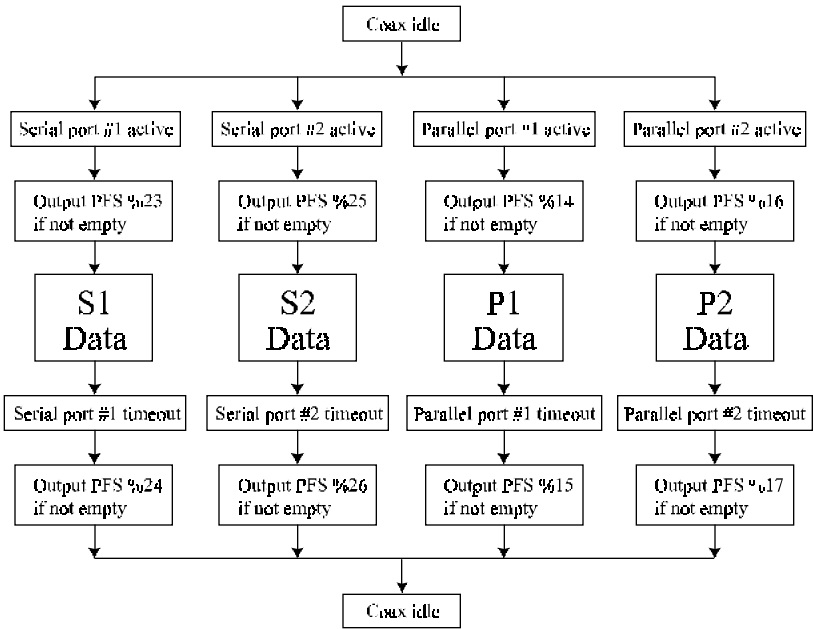 Coax idle
Serial port #1 active
Serial port #2 active
Parallel port #1 active
Parallel port #2 active
Output PFS %23
if not empty
Output PFS %25
if not empty
Output PFS %14
if not empty
Output PFS %16
if not empty
S1
Data
S2
Data
P1
Data
P2
Data
Serial port #1 timeout
Serial port #2 timeout
Parallel port #1 timeout
Parallel port #2 timeout
Output PFS %24
if not empty
Output PFS %26
if not empty
Output PFS %15
if not empty
Output PFS %17
if not empty
Coax idle